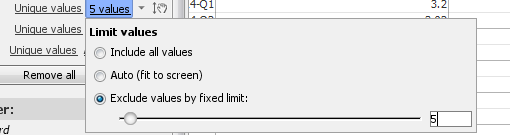 Unique values 5 values 4-Q1 3.2
Unique values
Unique values
Remove all
Limit values
Include all values
Auto (fit to screen)
Exclude values by fixed limit:
5